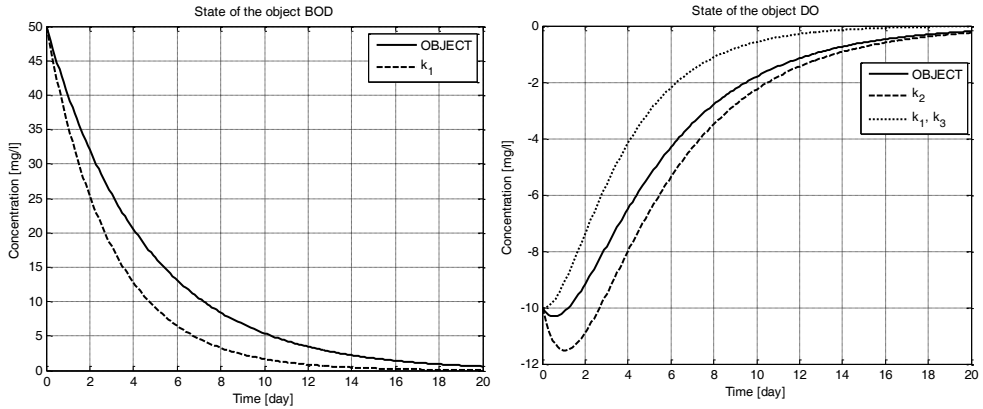 State of the object BOD
50
45
40
35
30
25
20
15
10
5
0
Concentration [mg/l]
0 2 4 6 8 10 12 14 16 18 20
Time [day]
OBJECT
k1
State of the object DO
0
-2
-4
-6
-8
-10
-12
Concentration [mg/l]
0 2 4 6 8 10 12 14 16 18 20
Time [day]
OBJECT
k2
k1, k3